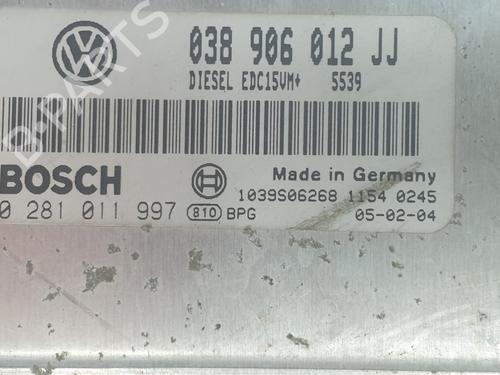 038 906 012 JJ
DIESEL EDC15VM+ 5539
BOSCH
Made in Germany
1039S06268 1154 0245
0 281 011 997 810 BPG 05-02-04
B-PARTS